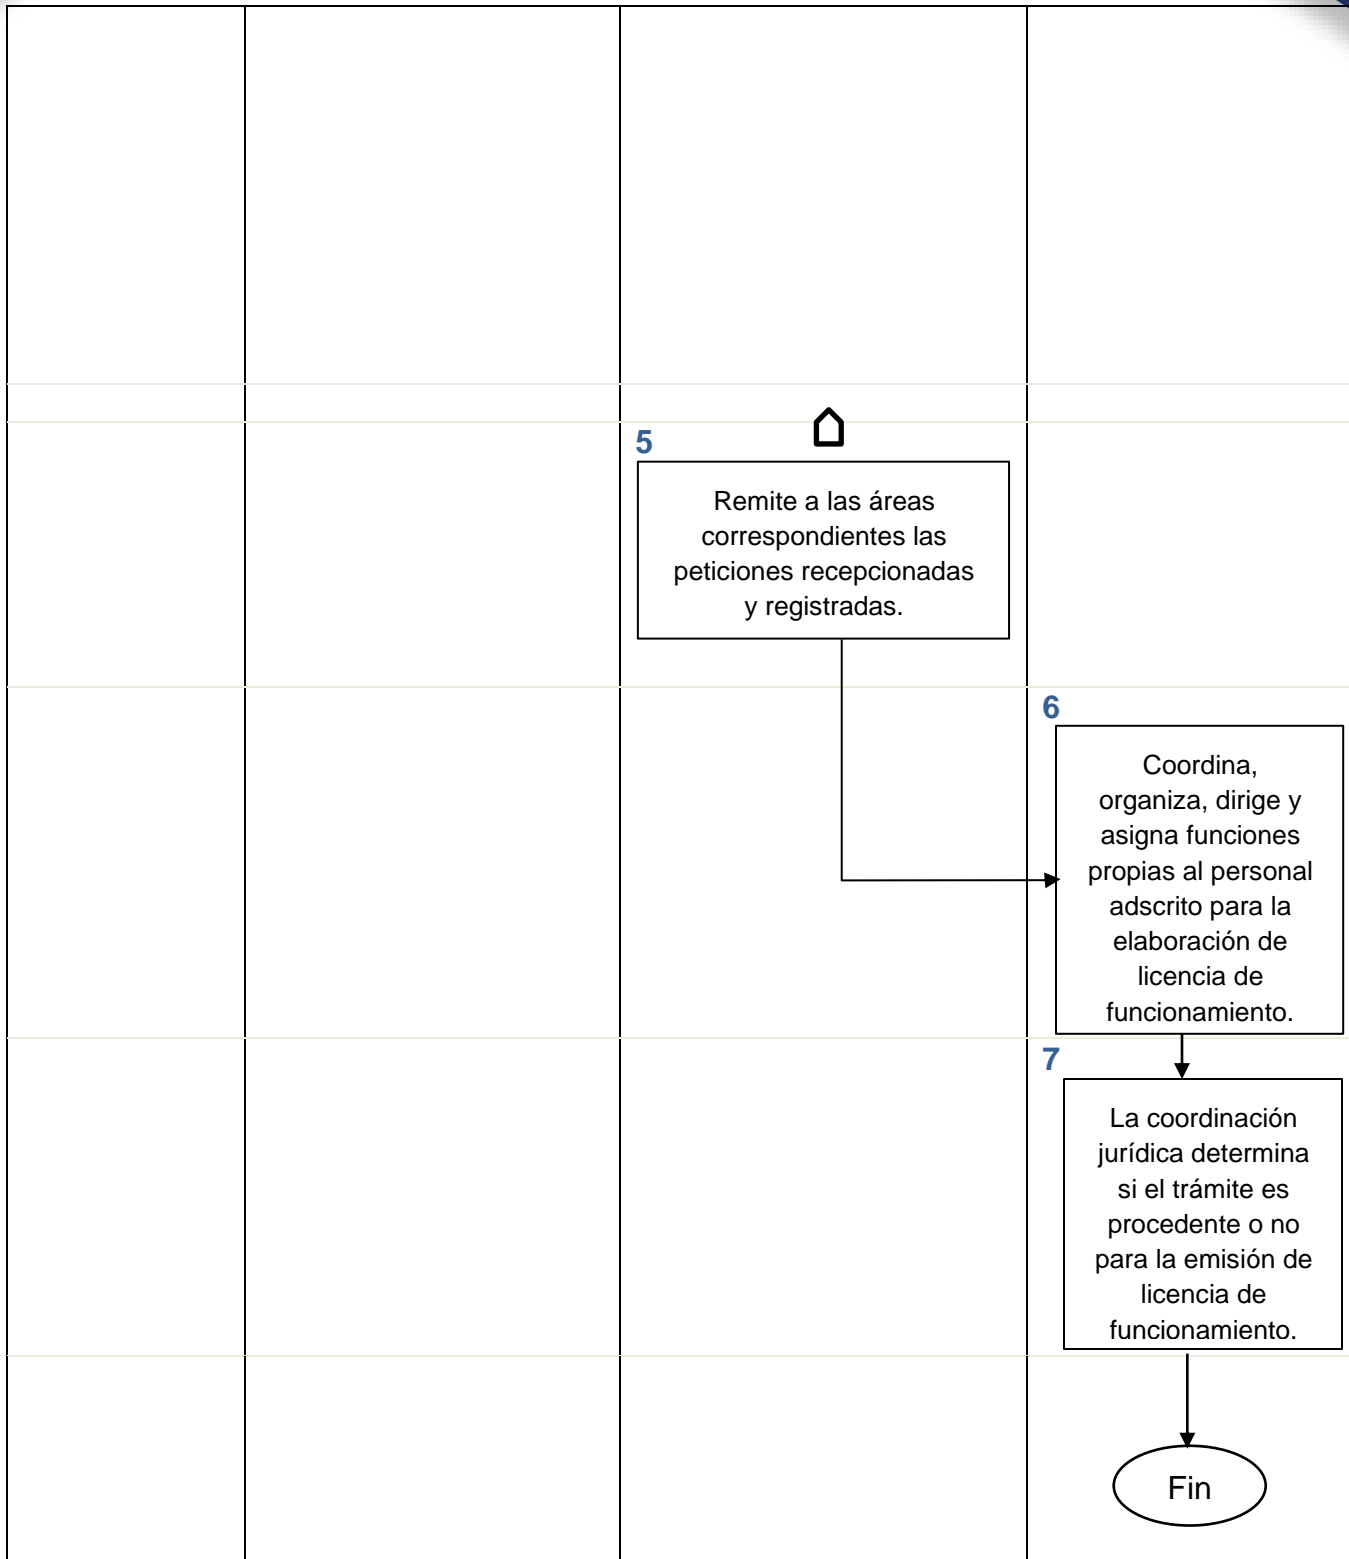 5
Remite a las áreas
correspondientes las
peticiones recepcionadas
y registradas.
6
Coordina,
organiza, dirige y
asigna funciones
propias al personal
adscrito para la
elaboración de
licencia de
funcionamiento.
7
La coordinación
jurídica determina
si el trámite es
procedente o no
para la emisión de
licencia de
funcionamiento.
Fin